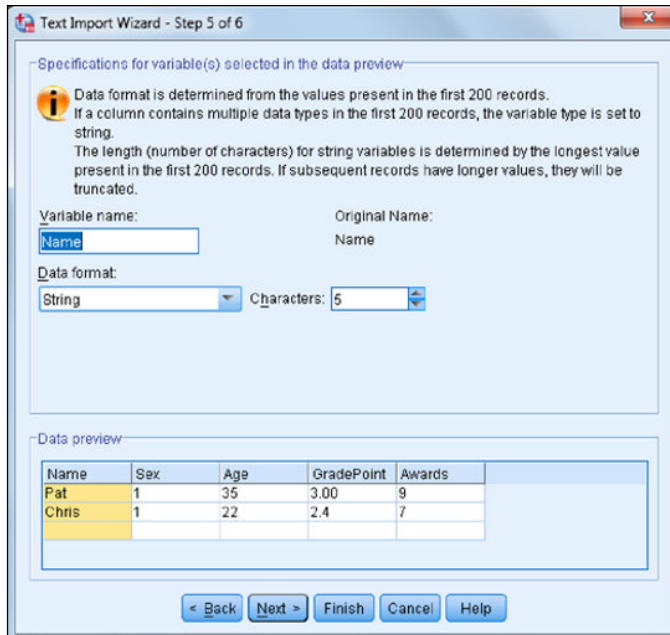 Text Import Wizard - Step 5 of 6
Specifications for variable(s) selected in the data preview
Data format is determined from the values present in the first 200 records.
If a column contains multiple data types in the first 200 records, the variable type is set to
string.
The length (number of characters) for string variables is determined by the longest value
present in the first 200 records. If subsequent records have longer values, they will be
truncated.
Variable name: Original Name:
Name Name
Data format:
String Characters: 5
Data preview
Name Sex Age GradePoint Awards
Pat 1 35 3.00 9
Chris 1 22 2.4 7
< Back Next > Finish Cancel Help